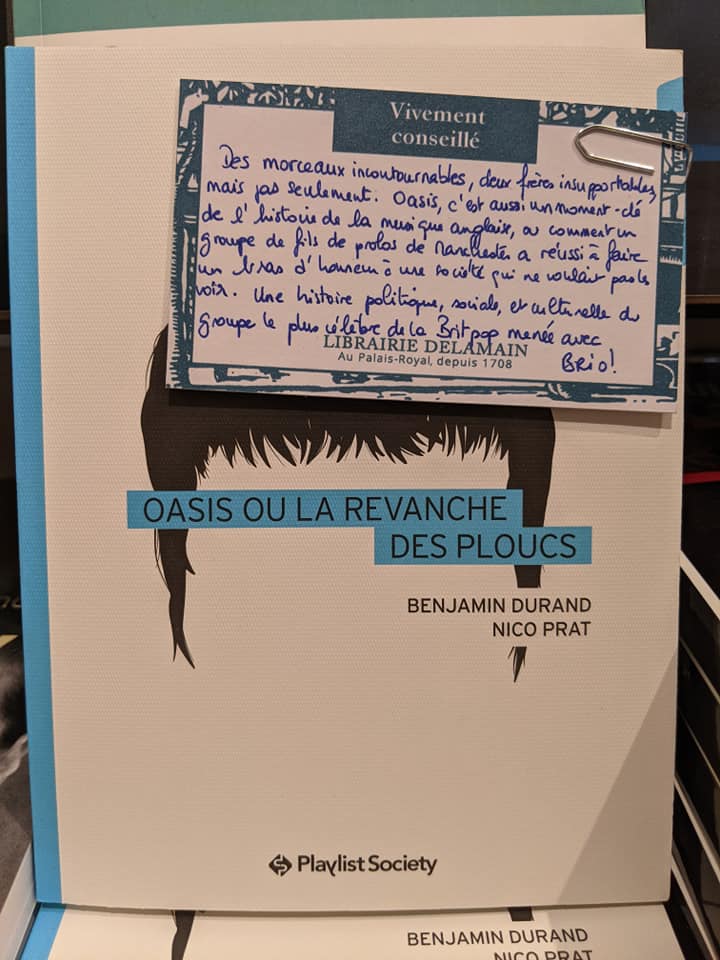 Vivement
conseillé
Des morceaux incontournables, deux frères insupportables,
mais pas seulement. Oasis, c'est aussi un moment-clé
de l'histoire de la musique anglaise, ou comment un
groupe de fils de prolos de Manchester a réussi à faire
un bras d'honneur à une société qui ne voulait pas le
voir. Une histoire politique, sociale, et culturelle du
groupe le plus célèbre de la Britpop menée avec
BRIO!
LIBRAIRIE DELAMAIN
Au Palais-Royal, depuis 1708
OASIS OU LA REVANCHE
DES PLOUCS
BENJAMIN DURAND
NICO PRAT
Playlist Society
BENJAMIN DURAND
NICO PRAT